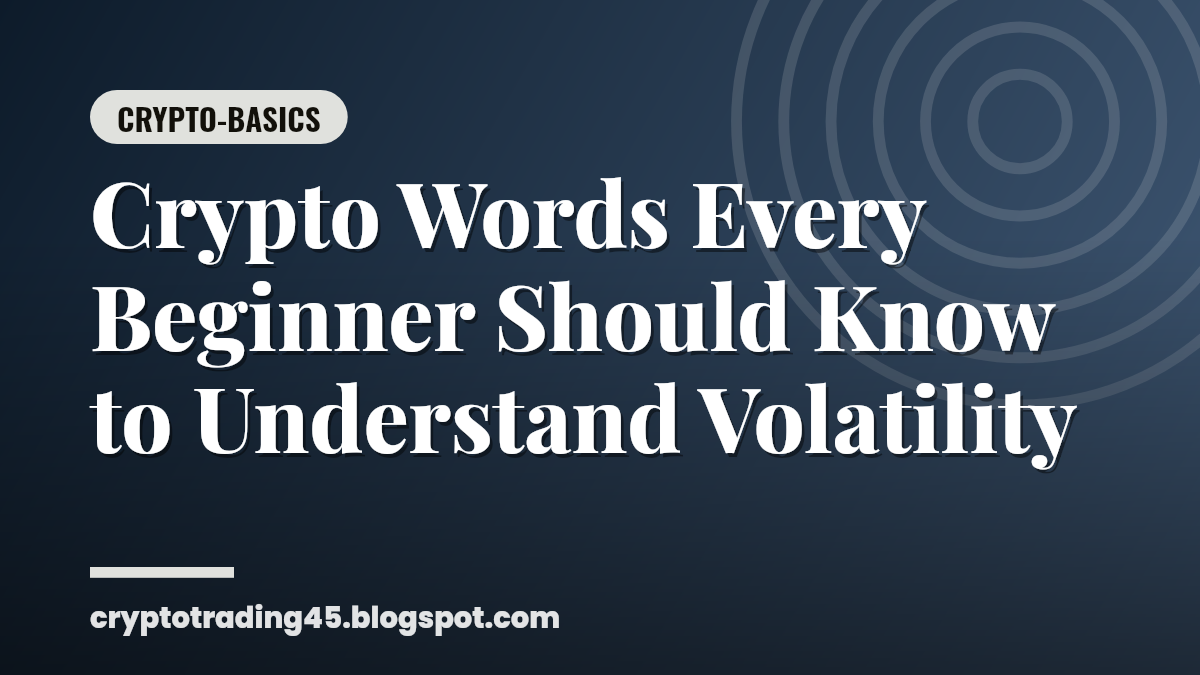 CRYPTO-BASICS
Crypto Words Every
Beginner Should Know
to Understand Volatility
cryptotrading45.blogspot.com